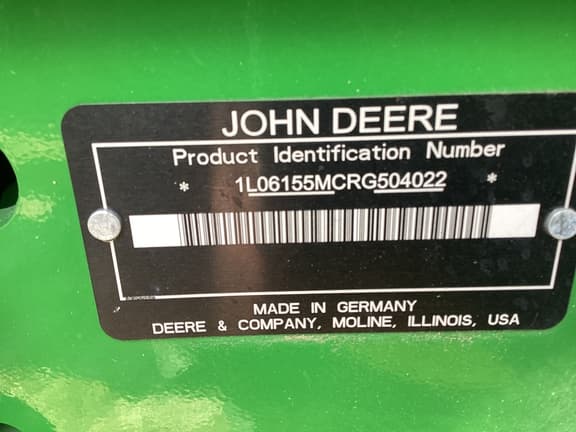 JOHN DEERE
Product Identification Number
* 1L06155MCRG504022 *
MADE IN GERMANY
DEERE & COMPANY, MOLINE, ILLINOIS, USA